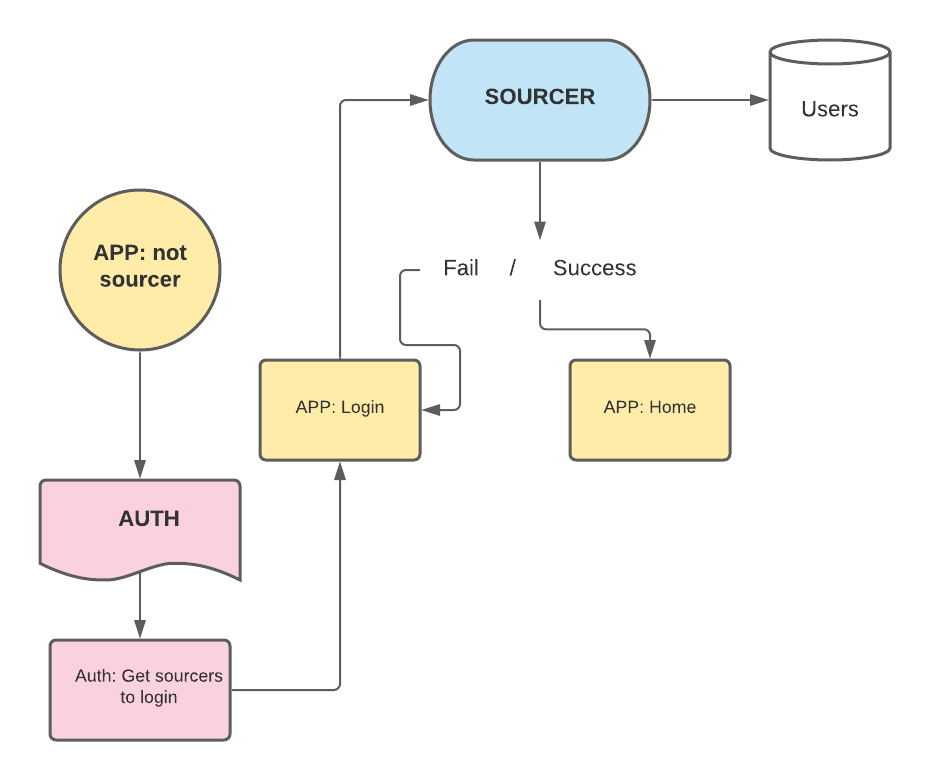 SOURCER
Users
APP: not
sourcer
Fail / Success
APP: Login
APP: Home
AUTH
Auth: Get sourcers
to login